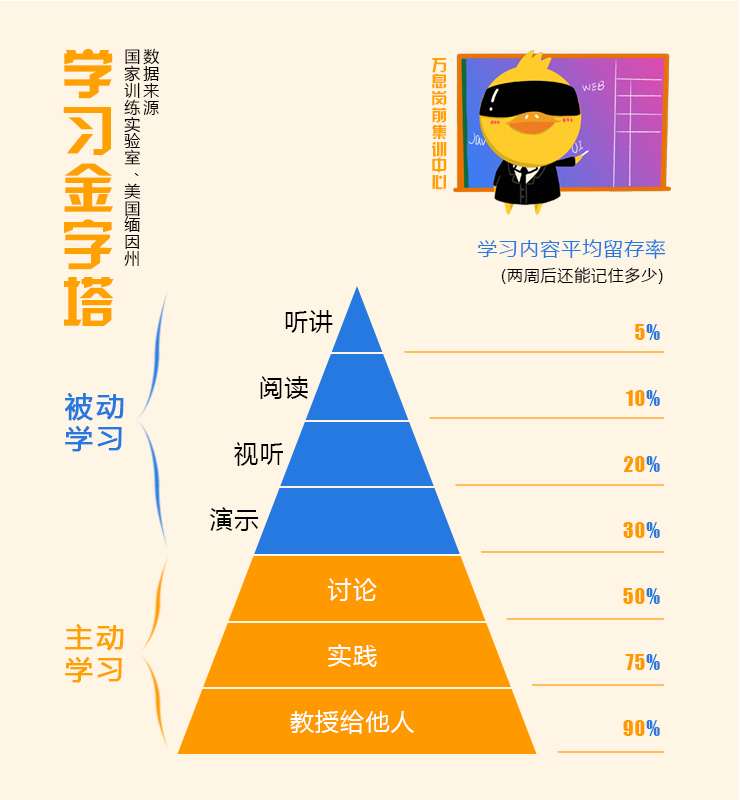 学习金字塔
数据来源
国家训练实验室、美国缅因州
万息岗前集训中心
WEB
学习内容平均留存率
(两周后还能记住多少)
听讲
5%
阅读
10%
被动
学习
视听
20%
演示
30%
讨论
50%
主动
学习
实践
75%
教授给他人
90%